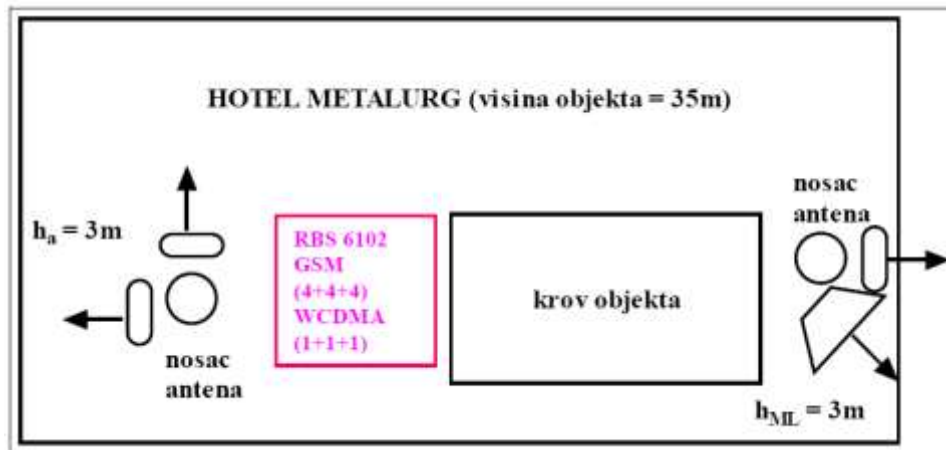 HOTEL METALURG (visina objekta = 35m)
nosac
antena
hₐ = 3m
RBS 6102
GSM
(4+4+4)
WCDMA
(1+1+1)
krov objekta
nosac
antena
h_ML = 3m